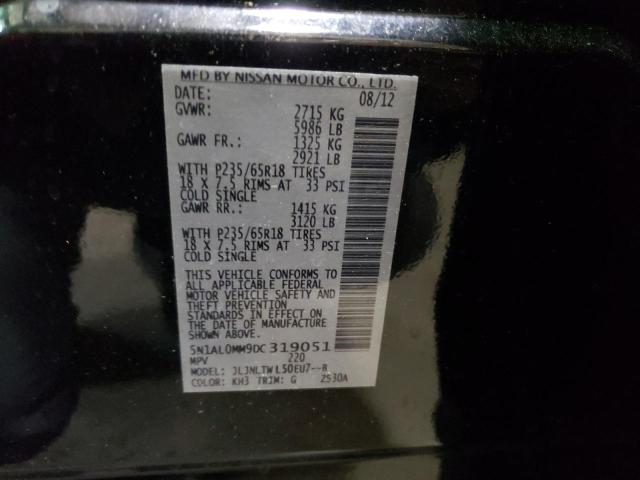 MFD BY NISSAN MOTOR CO., LTD.
DATE: 08/12
GVWR: 2715 KG
5986 LB
GAWR FR.: 1325 KG
2921 LB
WITH P235/65R18 TIRES
18 X 7.5 RIMS AT 33 PSI
COLD SINGLE
GAWR RR.: 1415 KG
3120 LB
WITH P235/65R18 TIRES
18 X 7.5 RIMS AT 33 PSI
COLD SINGLE
THIS VEHICLE CONFORMS TO
ALL APPLICABLE FEDERAL
MOTOR VEHICLE SAFETY AND
THEFT PREVENTION
STANDARDS IN EFFECT ON
THE DATE OF MANUFACTURE
SHOWN ABOVE.
5N1AL0MM9DC319051
MPV 220
MODEL: JL3NLTWL50EU7--B
COLOR: KH3 TRIM: G 2530A